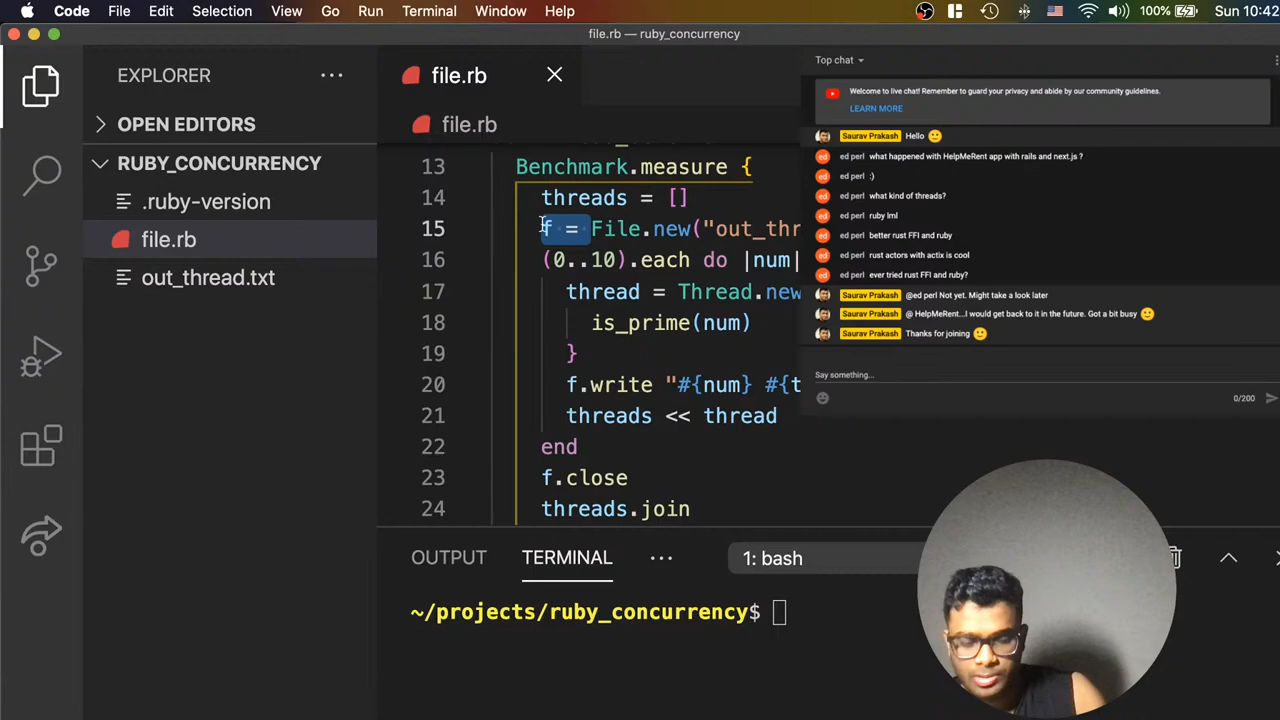 Code File Edit Selection View Go Run Terminal Window Help 100% Sun 10:42
file.rb — ruby_concurrency
EXPLORER
OPEN EDITORS
RUBY_CONCURRENCY
.ruby-version
file.rb
out_thread.txt
file.rb
file.rb
13 Benchmark.measure {
14 threads = []
15 f = File.new("out_thr
16 (0..10).each do |num|
17 thread = Thread.new
18 is_prime(num)
19 }
20 f.write "#{num} #{t
21 threads << thread
22 end
23 f.close
24 threads.join
Top chat
Welcome to live chat! Remember to guard your privacy and abide by our community guidelines.
LEARN MORE
Saurav Prakash Hello 🙂
ed ed perl what happened with HelpMeRent app with rails and next.js ?
ed ed perl :)
ed ed perl what kind of threads?
ed ed perl ruby lml
ed ed perl better rust FFI and ruby
ed ed perl rust actors with actix is cool
ed ed perl ever tried rust FFI and ruby?
Saurav Prakash @ed perl Not yet. Might take a look later
Saurav Prakash @ HelpMeRent...I would get back to it in the future. Got a bit busy 🙂
Saurav Prakash Thanks for joining 🙂
Say something...
0/200
OUTPUT TERMINAL 1: bash
~/projects/ruby_concurrency$